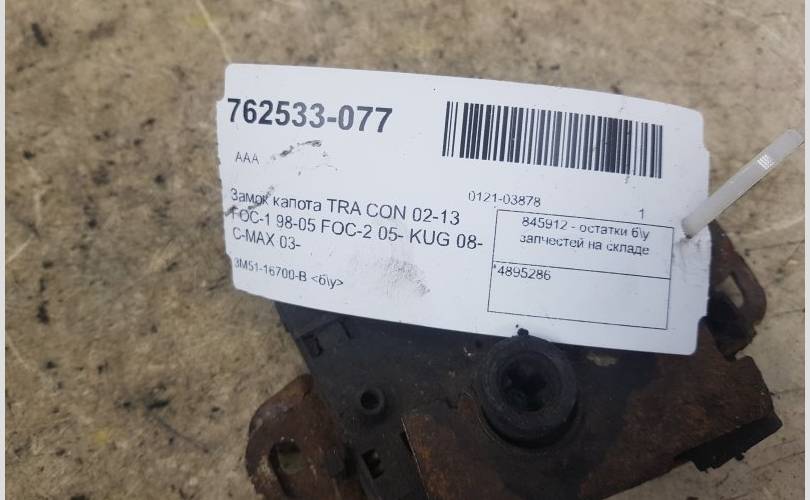 762533-077
AAA
0121-03878
1
Замок капота TRA CON 02-13
FOC-1 98-05 FOC-2 05- KUG 08-
C-MAX 03-
3M51-16700-B <б\у>
845912 - остатки б\у
запчестей на складе
*4895286